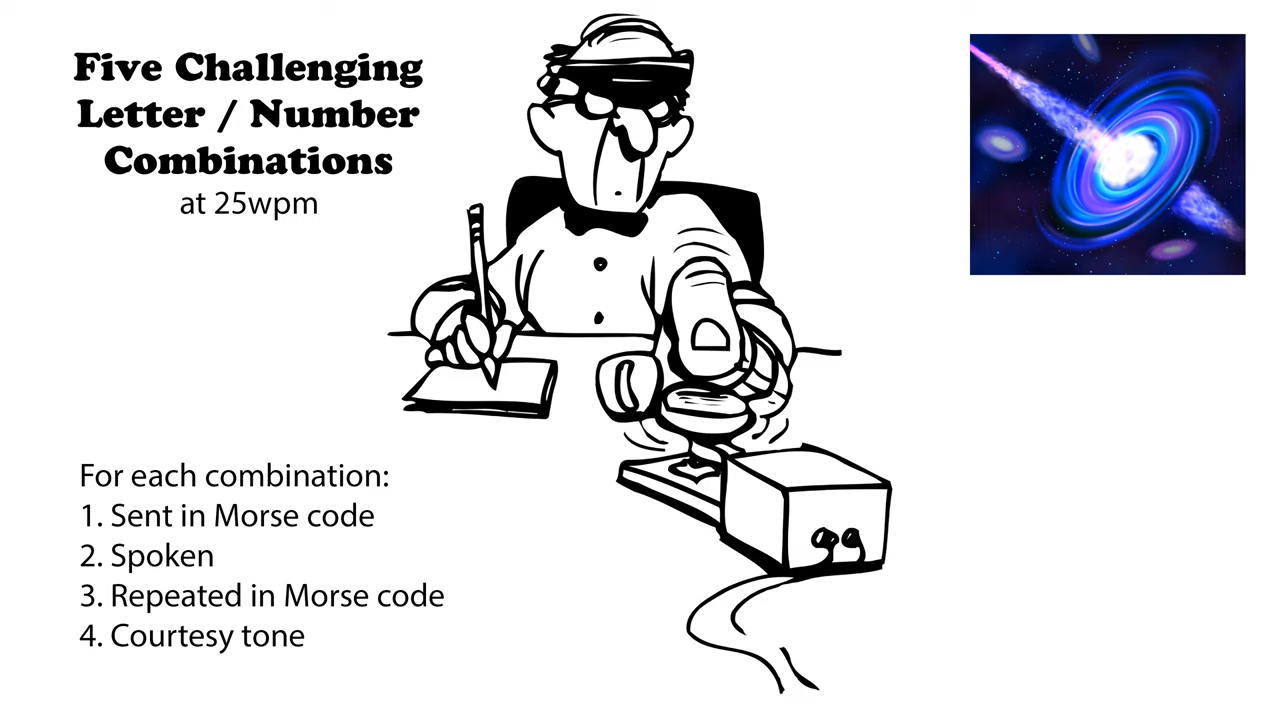 Five Challenging
Letter / Number
Combinations
at 25wpm
For each combination:
1. Sent in Morse code
2. Spoken
3. Repeated in Morse code
4. Courtesy tone